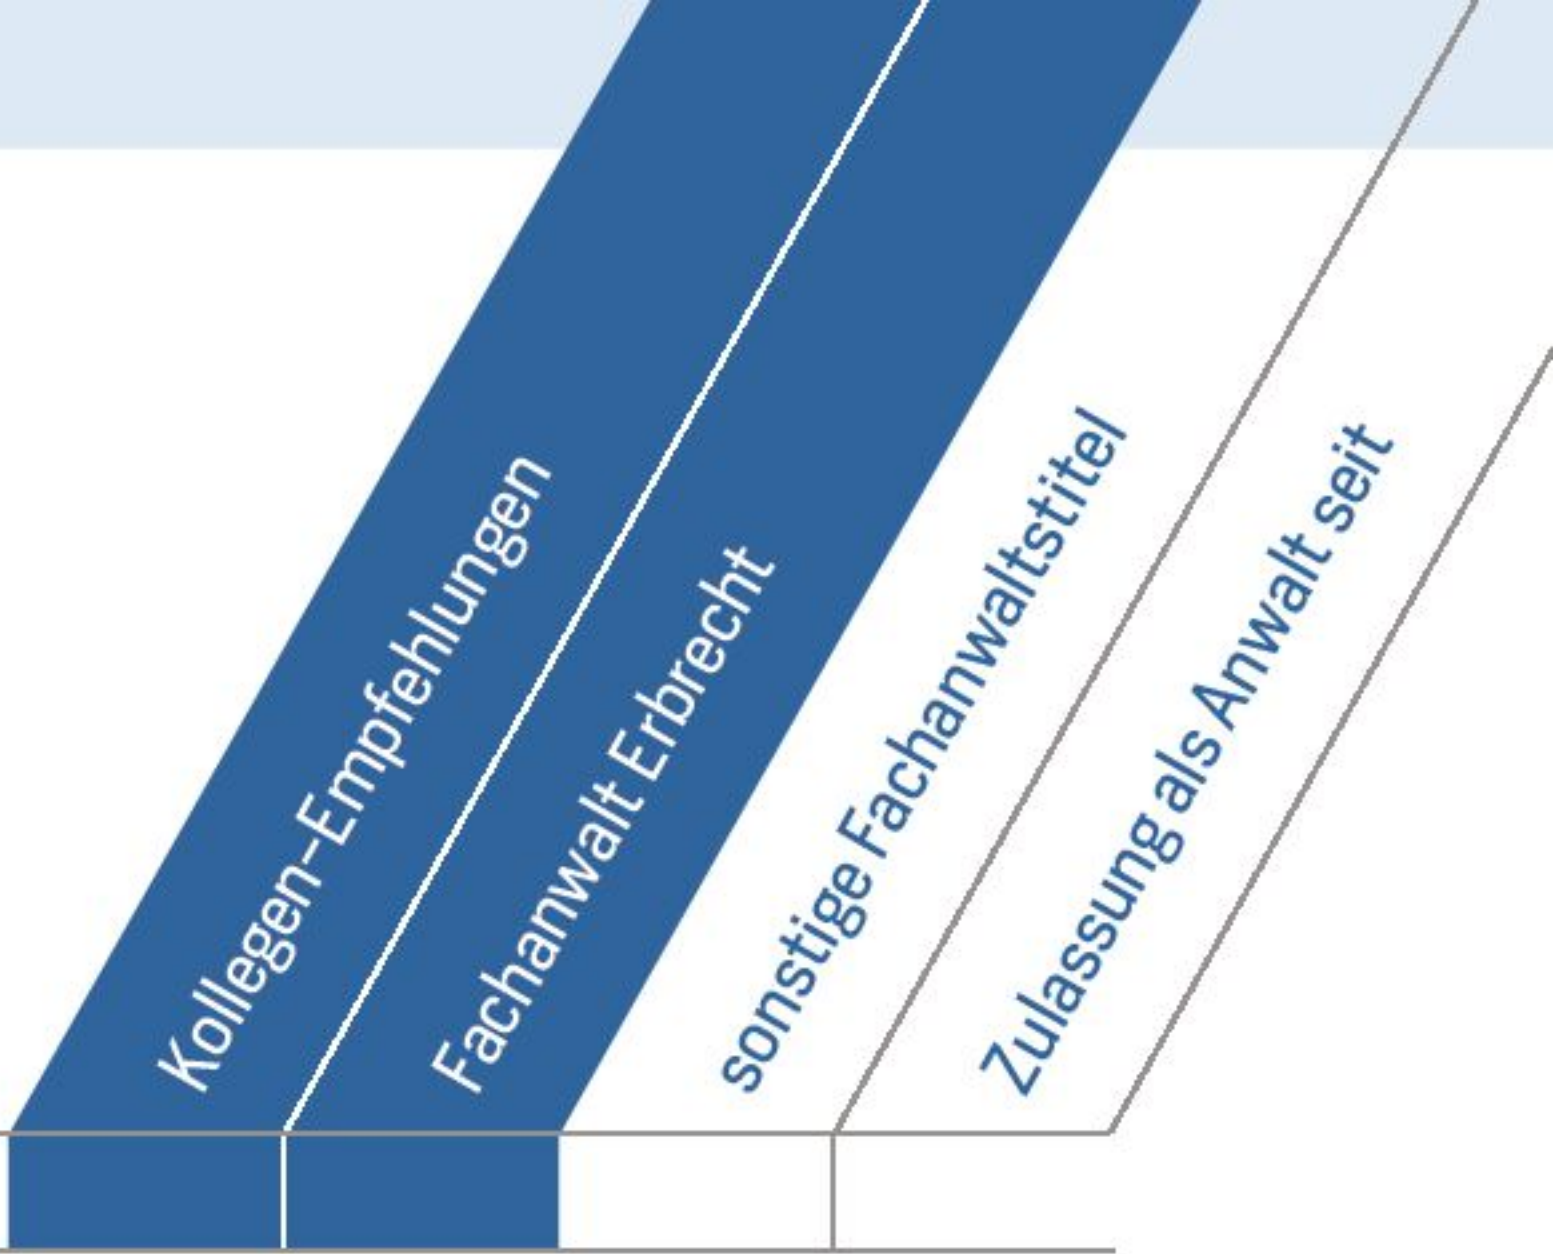 Kollegen-Empfehlungen
Fachanwalt Erbrecht
sonstige Fachanwaltstitel
Zulassung als Anwalt seit